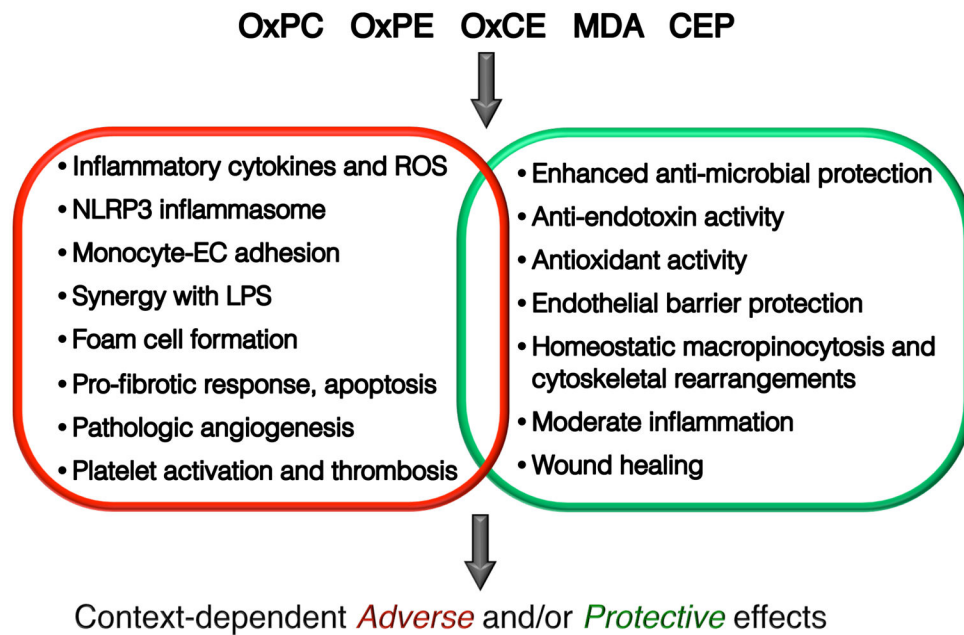 OxPC OxPE OxCE MDA CEP
• Inflammatory cytokines and ROS
• NLRP3 inflammasome
• Monocyte-EC adhesion
• Synergy with LPS
• Foam cell formation
• Pro-fibrotic response, apoptosis
• Pathologic angiogenesis
• Platelet activation and thrombosis
• Enhanced anti-microbial protection
• Anti-endotoxin activity
• Antioxidant activity
• Endothelial barrier protection
• Homeostatic macropinocytosis and
cytoskeletal rearrangements
• Moderate inflammation
• Wound healing
Context-dependent Adverse and/or Protective effects